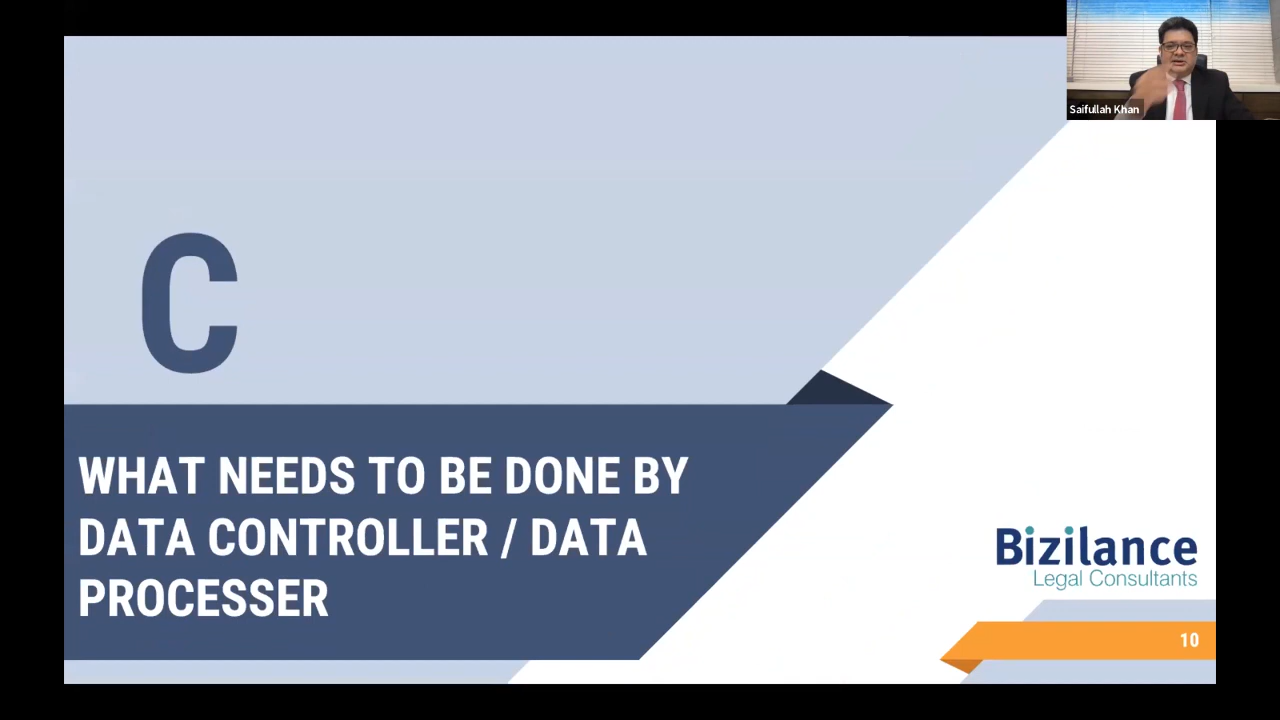 Saifullah Khan
C
WHAT NEEDS TO BE DONE BY
DATA CONTROLLER / DATA
PROCESSER
Bizilance
Legal Consultants
10